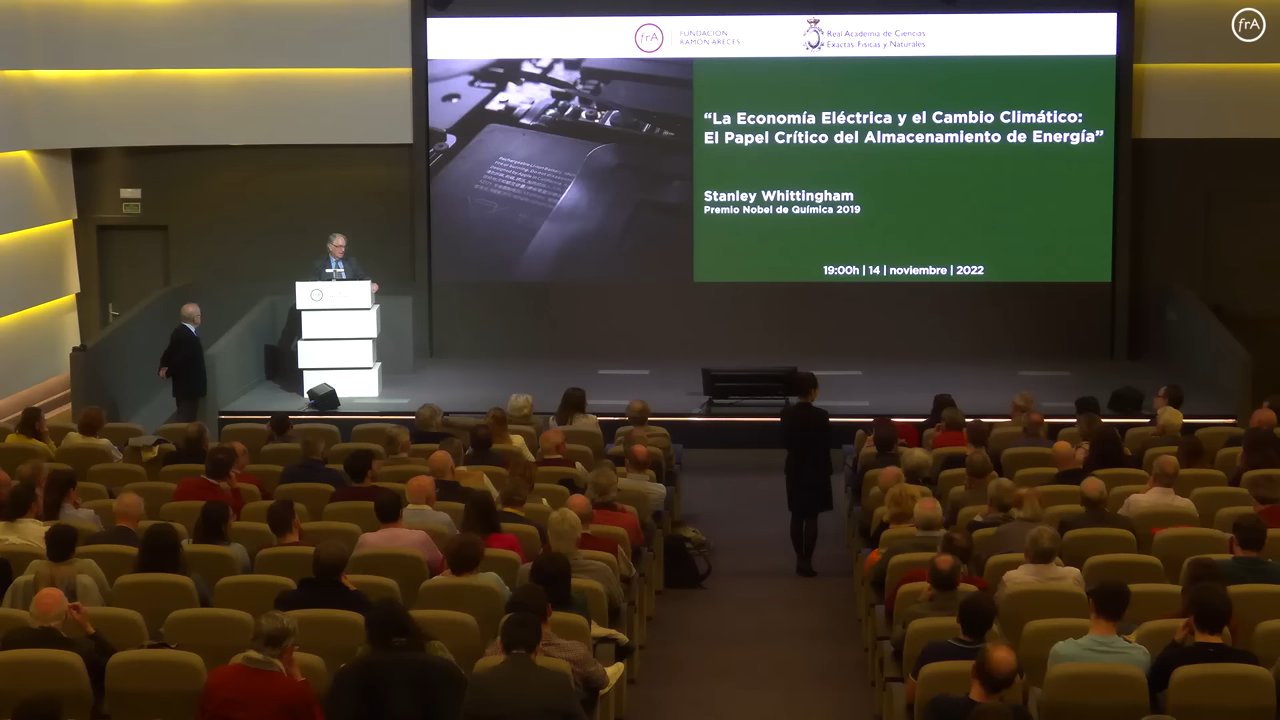 frA
FUNDACIÓN
RAMÓN ARECES
Real Academia de Ciencias
Exactas, Físicas y Naturales
frA
“La Economía Eléctrica y el Cambio Climático:
El Papel Crítico del Almacenamiento de Energía”
Stanley Whittingham
Premio Nobel de Química 2019
19:00h | 14 | noviembre | 2022
frA